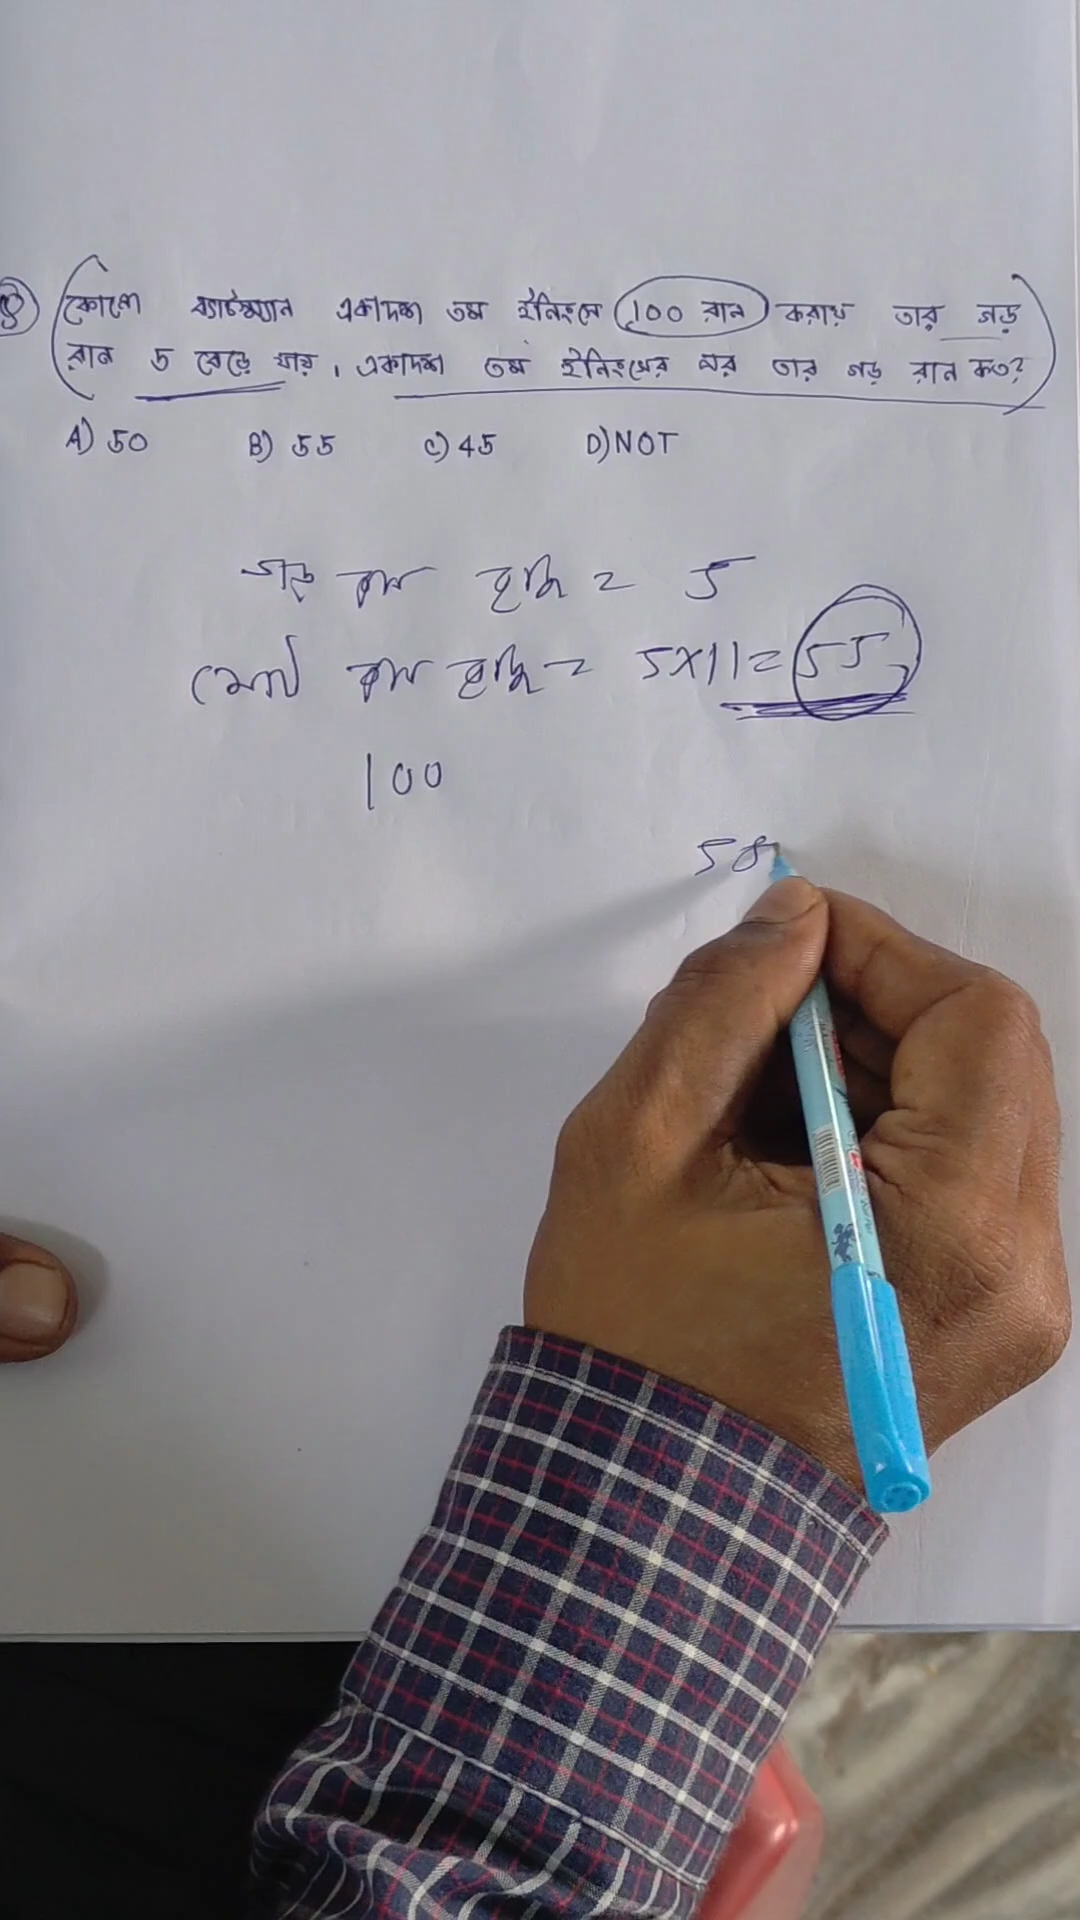 কোনো ব্যাটসম্যান একাদশ তম ইনিংসে 100 রান করায় তার গড়
রান 5 বেড়ে যায়। একাদশ তম ইনিংসের পর তার গড় রান কত?
A) 50 B) 55 C) 45 D) NOT
গড় রান বৃদ্ধি = 5
মোট রান বৃদ্ধি = 5×11=55
100